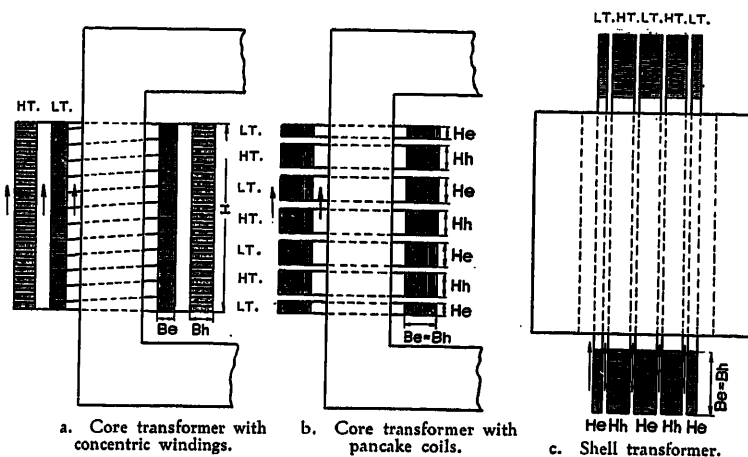 HT. LT.
H
Be Bh
a. Core transformer with
concentric windings.
LT.
HT.
LT.
HT.
LT.
HT.
LT.
He
Hh
He
Hh
He
Hh
He
Be=Bh
b. Core transformer with
pancake coils.
LT. HT. LT. HT. LT.
Be=Bh
He Hh He Hh He
c. Shell transformer.